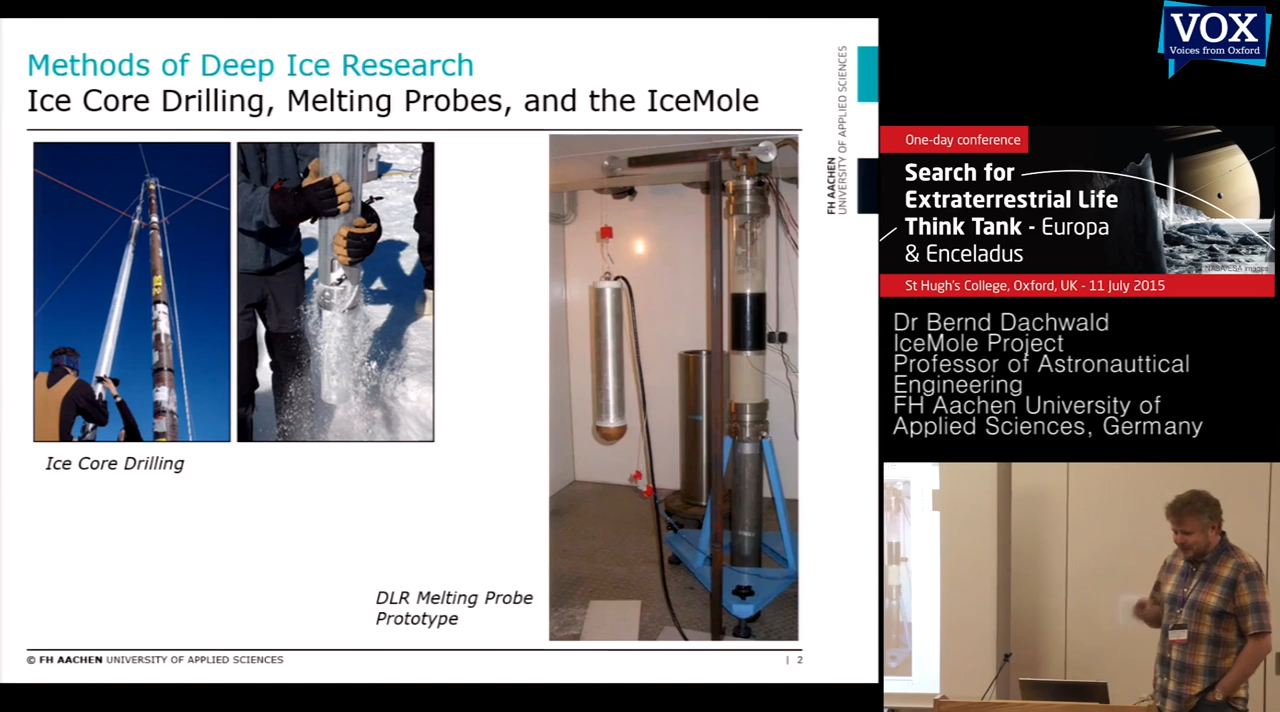 Methods of Deep Ice Research
Ice Core Drilling, Melting Probes, and the IceMole
FH AACHEN
UNIVERSITY OF APPLIED SCIENCES
Ice Core Drilling
DLR Melting Probe
Prototype
© FH AACHEN UNIVERSITY OF APPLIED SCIENCES
| 2
VOX
Voices from Oxford
One-day conference
Search for
Extraterrestrial Life
Think Tank - Europa
& Enceladus
NASA/ESA images
St Hugh's College, Oxford, UK - 11 July 2015
Dr Bernd Dachwald
IceMole Project
Professor of Astronauttical
Engineering
FH Aachen University of
Applied Sciences, Germany